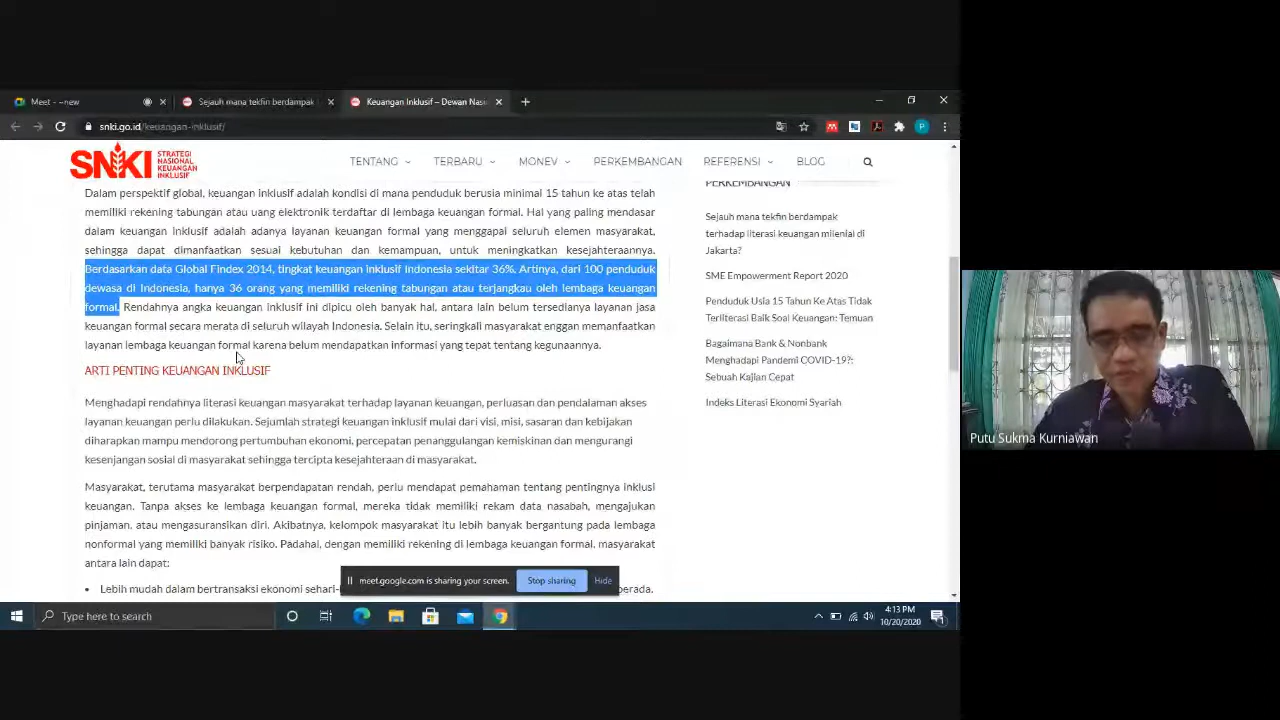 Meet - ~new
Sejauh mana tekfin berdampak
Keuangan Inklusif – Dewan Nasi
snki.go.id/keuangan-inklusif/
P
SNKI STRATEGI NASIONAL KEUANGAN INKLUSIF
TENTANG
TERBARU
MONEV
PERKEMBANGAN
REFERENSI
BLOG
Dalam perspektif global, keuangan inklusif adalah kondisi di mana penduduk berusia minimal 15 tahun ke atas telah
memiliki rekening tabungan atau uang elektronik terdaftar di lembaga keuangan formal. Hal yang paling mendasar
dalam keuangan inklusif adalah adanya layanan keuangan formal yang menggapai seluruh elemen masyarakat,
sehingga dapat dimanfaatkan sesuai kebutuhan dan kemampuan, untuk meningkatkan kesejahteraannya.
Berdasarkan data Global Findex 2014, tingkat keuangan inklusif Indonesia sekitar 36%. Artinya, dari 100 penduduk
dewasa di Indonesia, hanya 36 orang yang memiliki rekening tabungan atau terjangkau oleh lembaga keuangan
formal. Rendahnya angka keuangan inklusif ini dipicu oleh banyak hal, antara lain belum tersedianya layanan jasa
keuangan formal secara merata di seluruh wilayah Indonesia. Selain itu, seringkali masyarakat enggan memanfaatkan
layanan lembaga keuangan formal karena belum mendapatkan informasi yang tepat tentang kegunaannya.
ARTI PENTING KEUANGAN INKLUSIF
Menghadapi rendahnya literasi keuangan masyarakat terhadap layanan keuangan, perluasan dan pendalaman akses
layanan keuangan perlu dilakukan. Sejumlah strategi keuangan inklusif mulai dari visi, misi, sasaran dan kebijakan
diharapkan mampu mendorong pertumbuhan ekonomi, percepatan penanggulangan kemiskinan dan mengurangi
kesenjangan sosial di masyarakat sehingga tercipta kesejahteraan di masyarakat.
Masyarakat, terutama masyarakat berpendapatan rendah, perlu mendapat pemahaman tentang pentingnya inklusi
keuangan. Tanpa akses ke lembaga keuangan formal, mereka tidak memiliki rekam data nasabah, mengajukan
pinjaman, atau mengasuransikan diri. Akibatnya, kelompok masyarakat itu lebih banyak bergantung pada lembaga
nonformal yang memiliki banyak risiko. Padahal, dengan memiliki rekening di lembaga keuangan formal, masyarakat
antara lain dapat:
• Lebih mudah dalam bertransaksi ekonomi sehari-
PERKEMBANGAN
Sejauh mana tekfin berdampak
terhadap literasi keuangan milenial di
Jakarta?
SME Empowerment Report 2020
Penduduk Usia 15 Tahun Ke Atas Tidak
Terliterasi Baik Soal Keuangan: Temuan
Bagaimana Bank & Nonbank
Menghadapi Pandemi COVID-19?:
Sebuah Kajian Cepat
Indeks Literasi Ekonomi Syariah
meet.google.com is sharing your screen.
Stop sharing
Hide
Type here to search
4:13 PM
10/20/2020
Putu Sukma Kurniawan